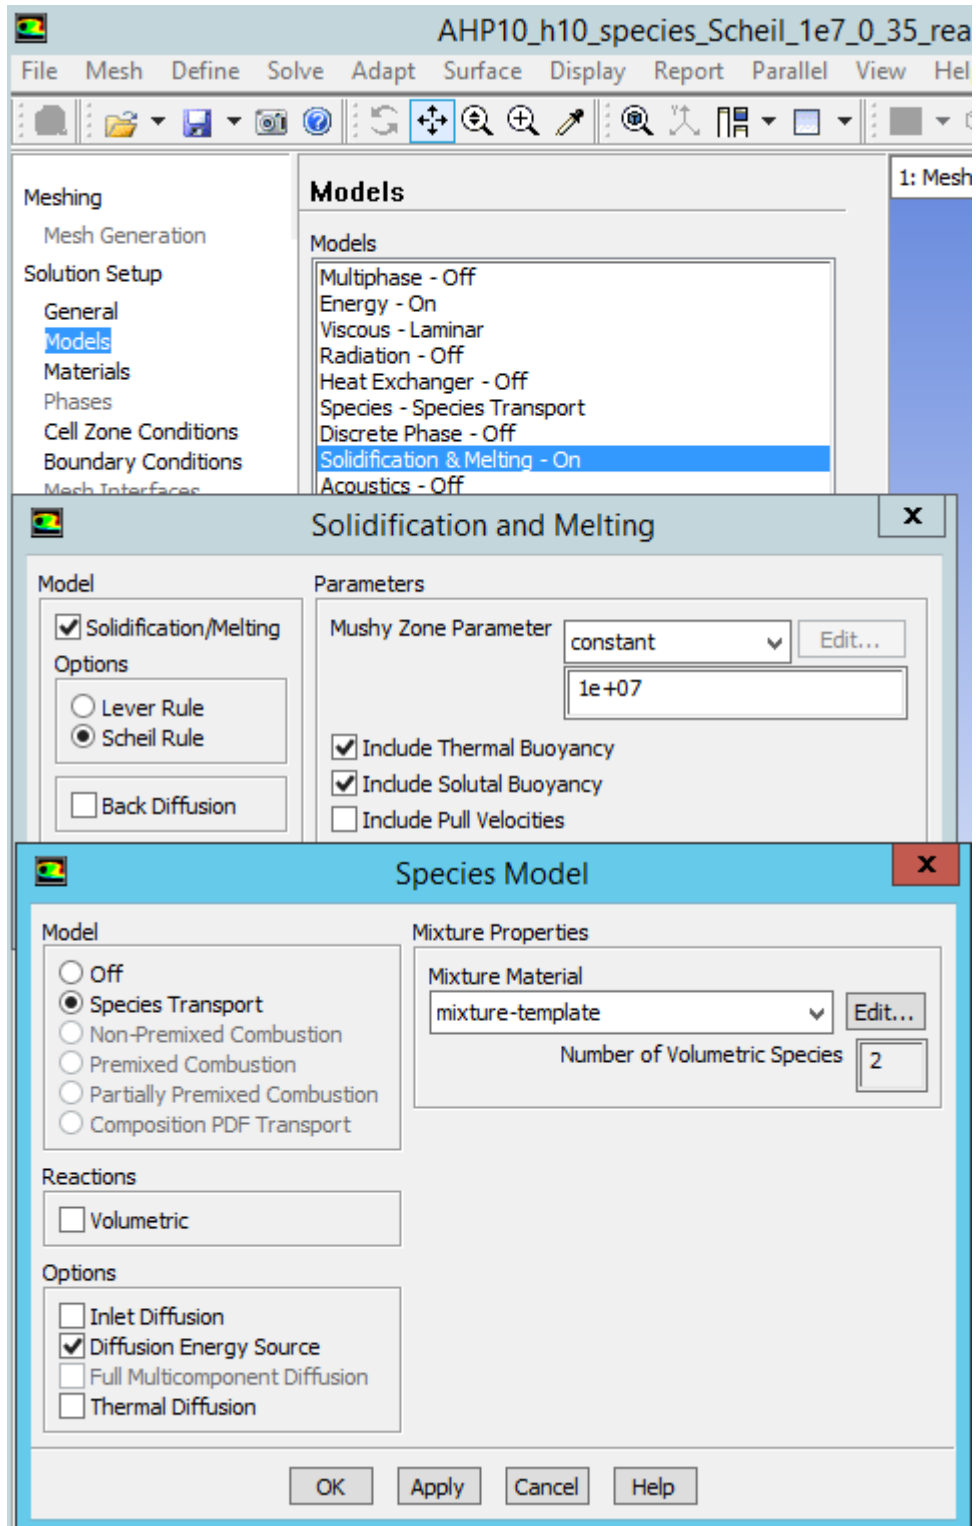 AHP10_h10_species_Scheil_1e7_0_35_rea
File Mesh Define Solve Adapt Surface Display Report Parallel View Hel
Meshing
Mesh Generation
Solution Setup
General
Models
Materials
Phases
Cell Zone Conditions
Boundary Conditions
Mesh Interfaces
Models
Models
Multiphase - Off
Energy - On
Viscous - Laminar
Radiation - Off
Heat Exchanger - Off
Species - Species Transport
Discrete Phase - Off
Solidification & Melting - On
Acoustics - Off
1: Mesh
Solidification and Melting
x
Model
Solidification/Melting
Options
Lever Rule
Scheil Rule
Back Diffusion
Parameters
Mushy Zone Parameter
constant
Edit...
1e+07
Include Thermal Buoyancy
Include Solutal Buoyancy
Include Pull Velocities
Species Model
x
Model
Off
Species Transport
Non-Premixed Combustion
Premixed Combustion
Partially Premixed Combustion
Composition PDF Transport
Reactions
Volumetric
Options
Inlet Diffusion
Diffusion Energy Source
Full Multicomponent Diffusion
Thermal Diffusion
Mixture Properties
Mixture Material
mixture-template
Edit...
Number of Volumetric Species 2
OK Apply Cancel Help